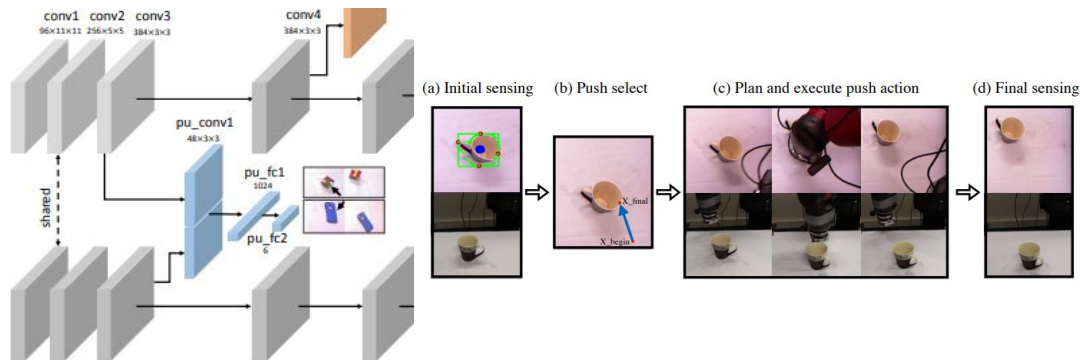 conv1
96×11×11
conv2
256×5×5
conv3
384×3×3
conv4
384×3×3
pu_conv1
48×3×3
shared
pu_fc1
1024
pu_fc2
6
(a) Initial sensing
(b) Push select
X_final
X_begin
(c) Plan and execute push action
(d) Final sensing